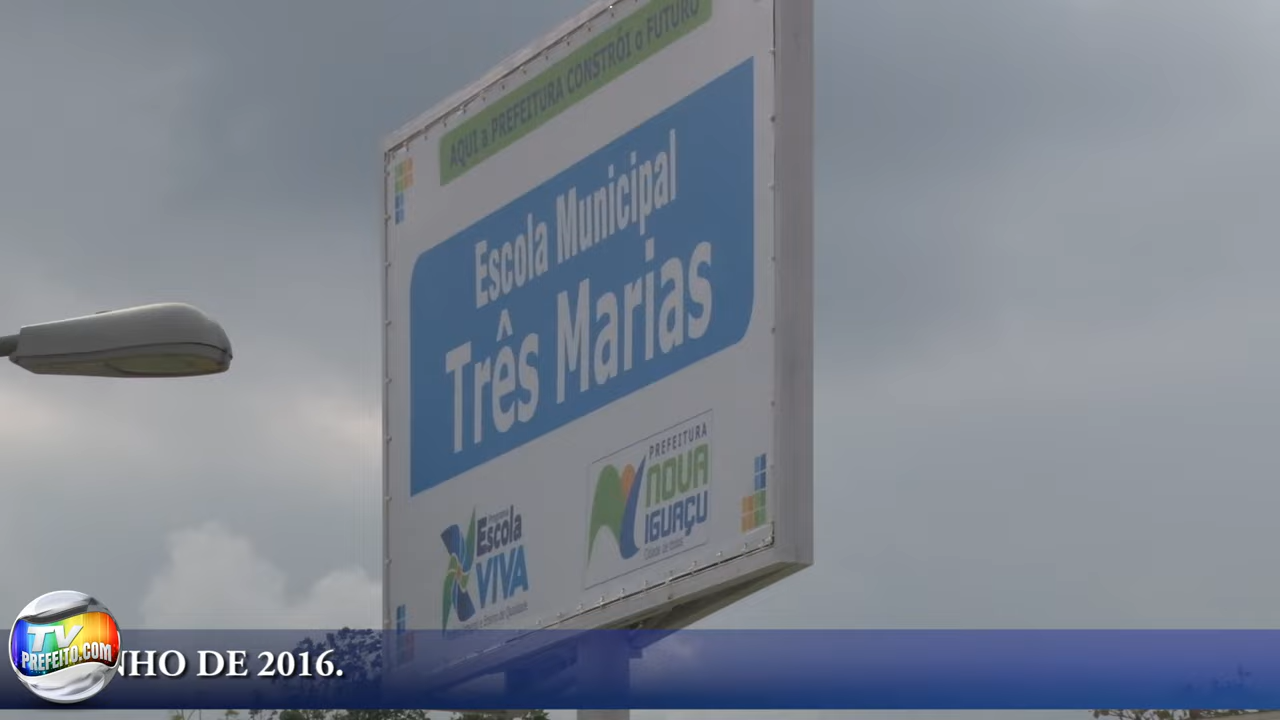 AQUI a PREFEITURA CONSTRÓI o FUTURO
Escola Municipal
Três Marias
Programa
Escola
VIVA
PREFEITURA
NOVA
IGUAÇU
TV
PREFEITO.COM
NHO DE 2016.